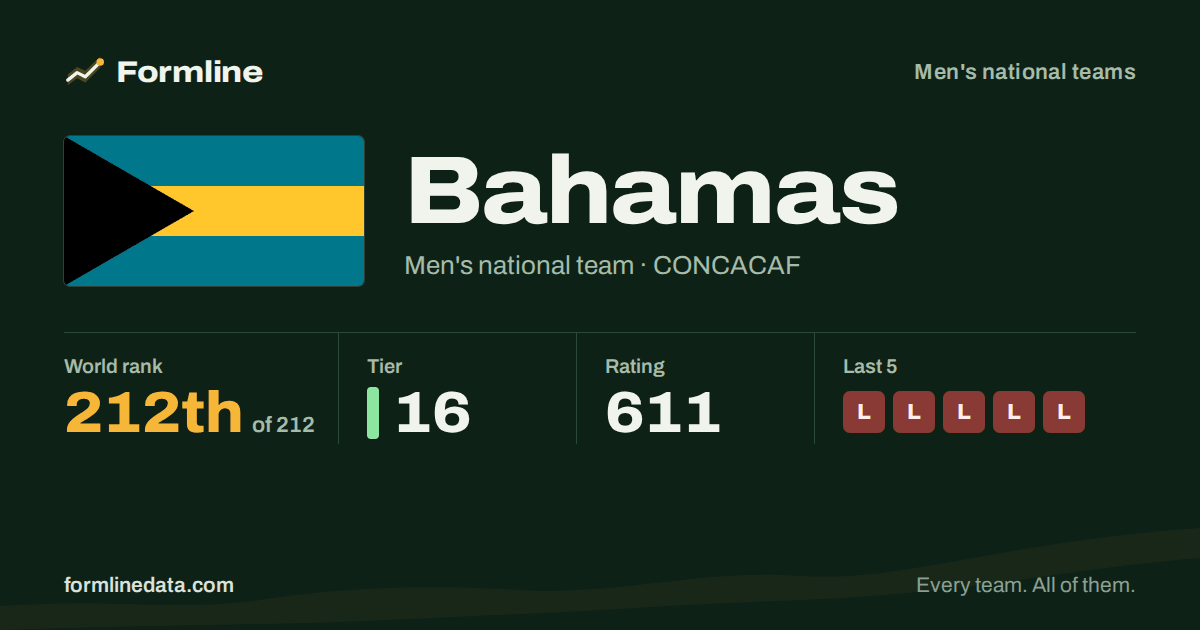 Formline
Men's national teams
Bahamas
Men's national team · CONCACAF
World rank
212th of 212
Tier
16
Rating
611
Last 5
L L L L L
formlinedata.com
Every team. All of them.